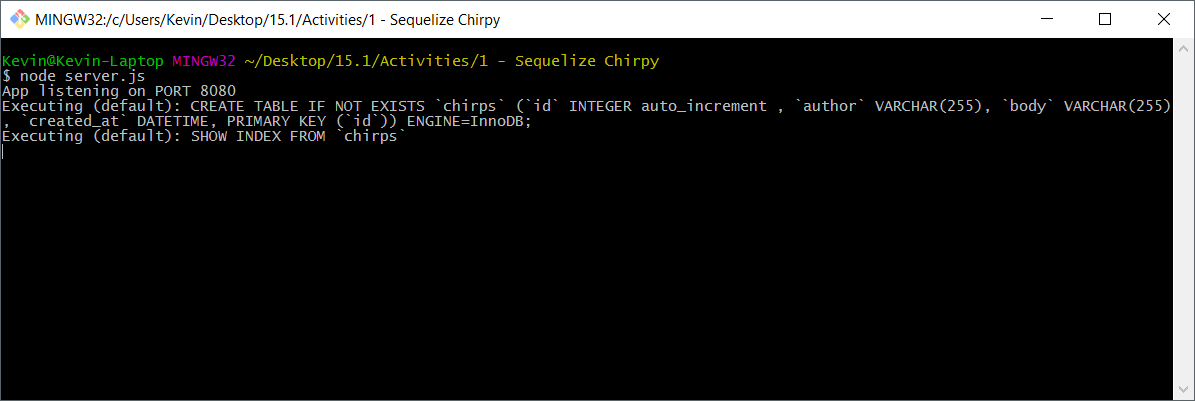 MINGW32:/c/Users/Kevin/Desktop/15.1/Activities/1 - Sequelize Chirpy
Kevin@Kevin-Laptop MINGW32 ~/Desktop/15.1/Activities/1 - Sequelize Chirpy
$ node server.js
App listening on PORT 8080
Executing (default): CREATE TABLE IF NOT EXISTS `chirps` (`id` INTEGER auto_increment , `author` VARCHAR(255), `body` VARCHAR(255)
, `created_at` DATETIME, PRIMARY KEY (`id`)) ENGINE=InnoDB;
Executing (default): SHOW INDEX FROM `chirps`